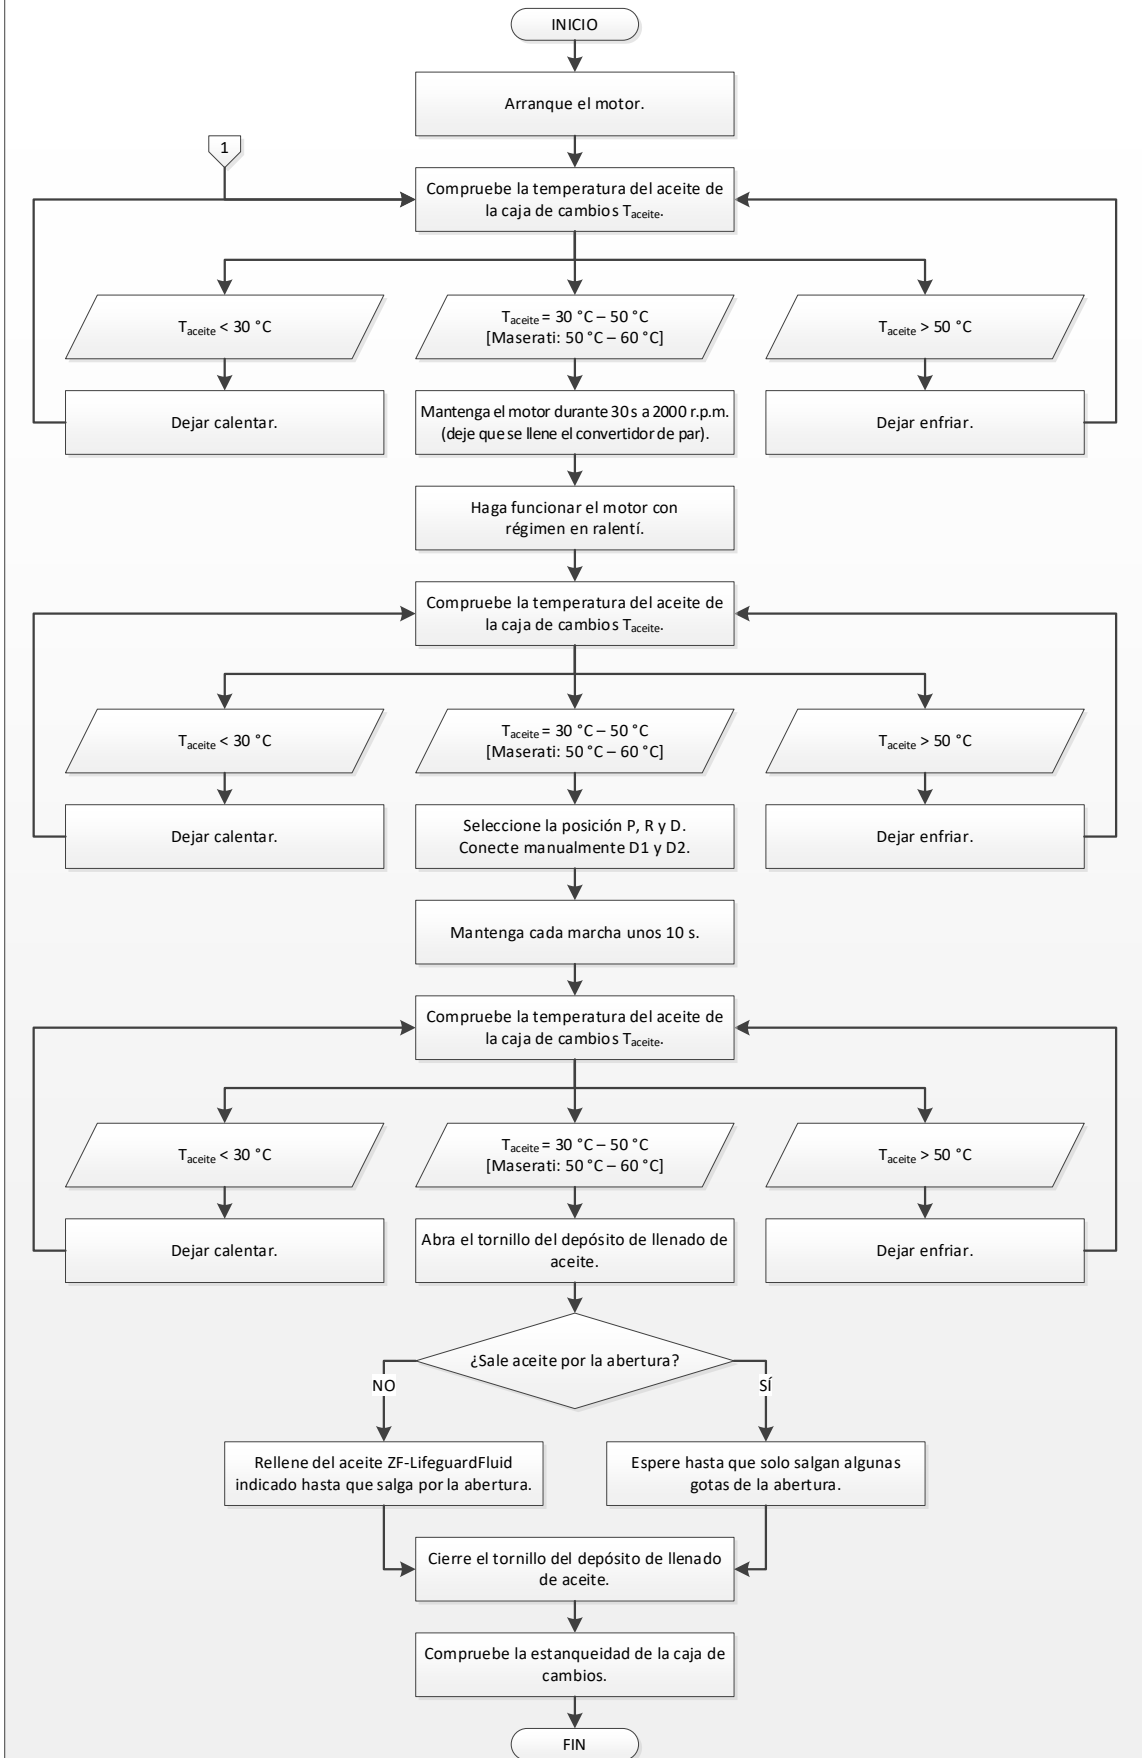 INICIO
Arranque el motor.
1
Compruebe la temperatura del aceite de
la caja de cambios Taceite.
Taceite < 30 °C
Taceite = 30 °C – 50 °C
[Maserati: 50 °C – 60 °C]
Taceite > 50 °C
Dejar calentar.
Mantenga el motor durante 30 s a 2000 r.p.m.
(deje que se llene el convertidor de par).
Dejar enfriar.
Haga funcionar el motor con
régimen en ralentí.
Compruebe la temperatura del aceite de
la caja de cambios Taceite.
Taceite < 30 °C
Taceite = 30 °C – 50 °C
[Maserati: 50 °C – 60 °C]
Taceite > 50 °C
Dejar calentar.
Seleccione la posición P, R y D.
Conecte manualmente D1 y D2.
Dejar enfriar.
Mantenga cada marcha unos 10 s.
Compruebe la temperatura del aceite de
la caja de cambios Taceite.
Taceite < 30 °C
Taceite = 30 °C – 50 °C
[Maserati: 50 °C – 60 °C]
Taceite > 50 °C
Dejar calentar.
Abra el tornillo del depósito de llenado de
aceite.
Dejar enfriar.
¿Sale aceite por la abertura?
NO
SÍ
Rellene del aceite ZF-LifeguardFluid
indicado hasta que salga por la abertura.
Espere hasta que solo salgan algunas
gotas de la abertura.
Cierre el tornillo del depósito de llenado
de aceite.
Compruebe la estanqueidad de la caja de
cambios.
FIN